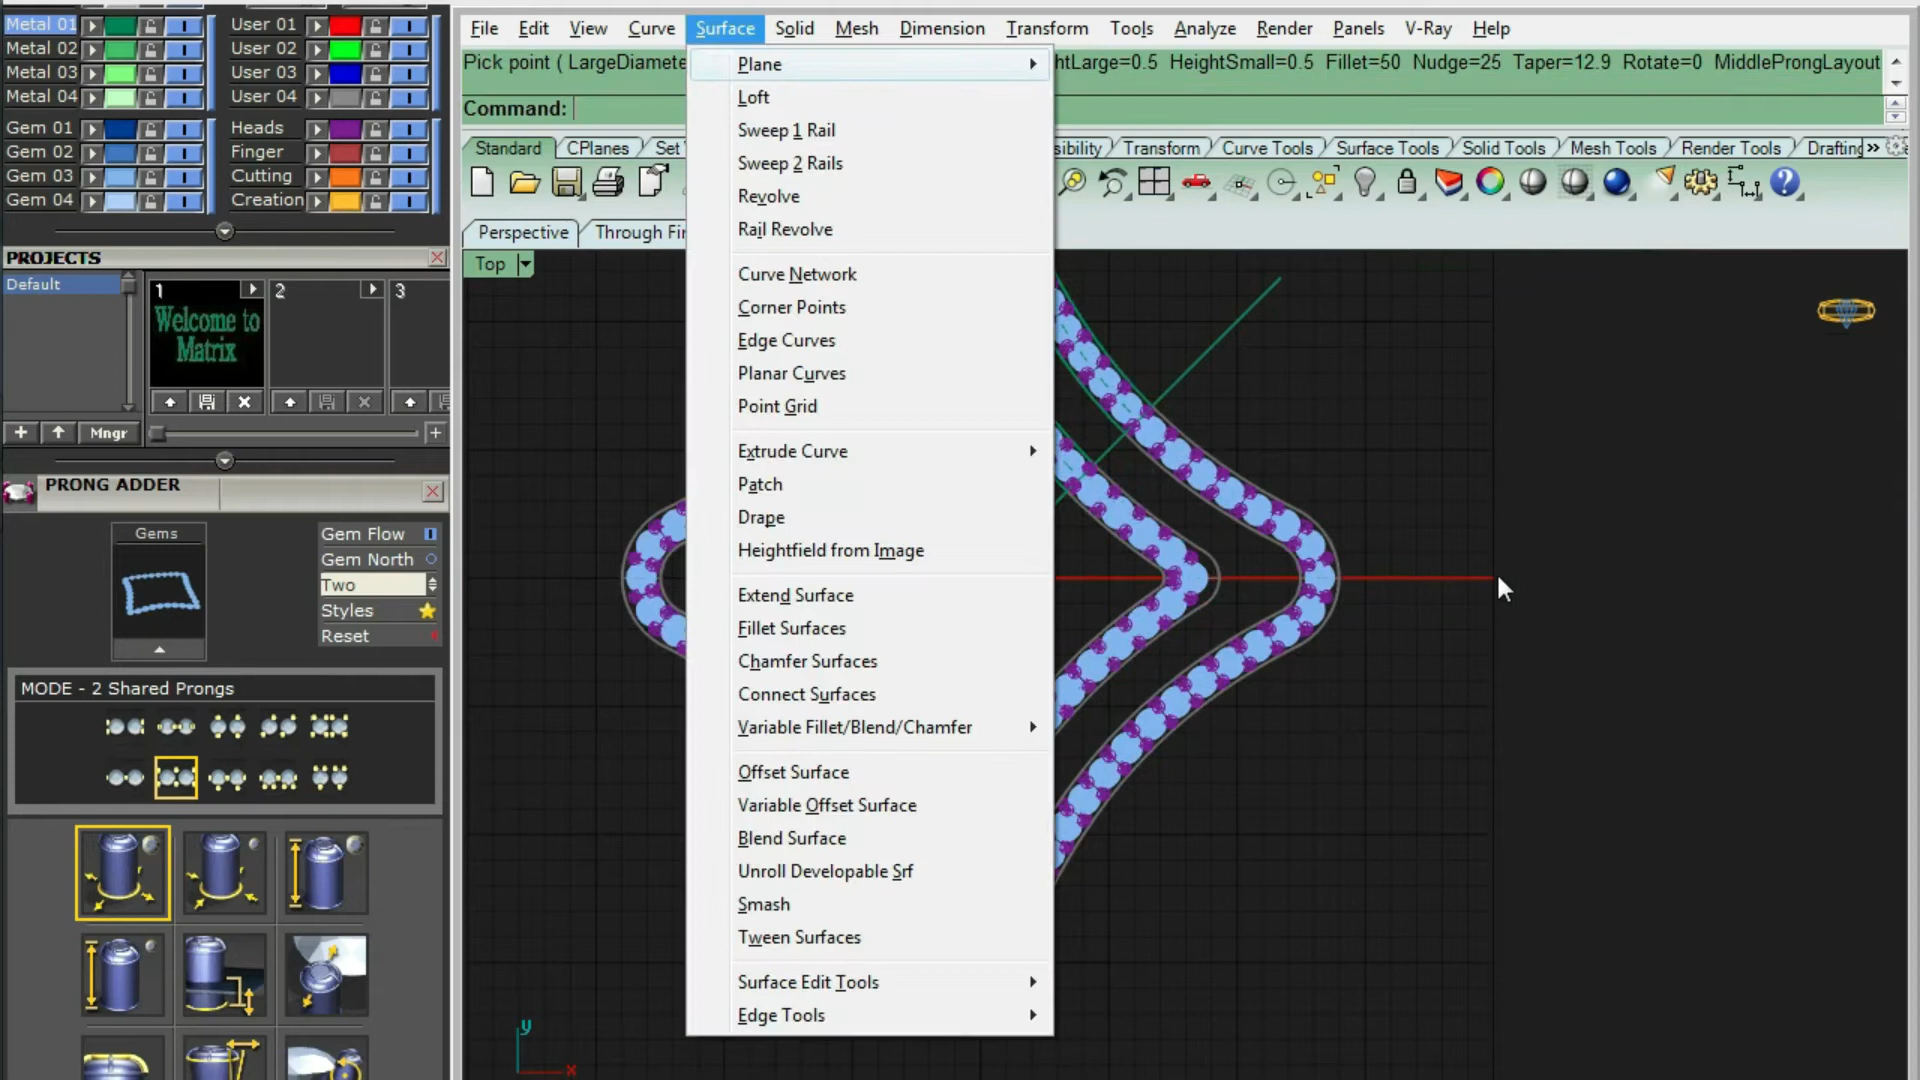 File Edit View Curve Surface Solid Mesh Dimension Transform Tools Analyze Render Panels V-Ray Help
Pick point ( LargeDiamete
htLarge=0.5 HeightSmall=0.5 Fillet=50 Nudge=25 Taper=12.9 Rotate=0 MiddleProngLayout
Command:
Standard CPlanes Set
sibility Transform Curve Tools Surface Tools Solid Tools Mesh Tools Render Tools Drafting
Perspective Through Fi
Top
Plane
Loft
Sweep 1 Rail
Sweep 2 Rails
Revolve
Rail Revolve
Curve Network
Corner Points
Edge Curves
Planar Curves
Point Grid
Extrude Curve
Patch
Drape
Heightfield from Image
Extend Surface
Fillet Surfaces
Chamfer Surfaces
Connect Surfaces
Variable Fillet/Blend/Chamfer
Offset Surface
Variable Offset Surface
Blend Surface
Unroll Developable Srf
Smash
Tween Surfaces
Surface Edit Tools
Edge Tools
Metal 01 User 01
Metal 02 User 02
Metal 03 User 03
Metal 04 User 04
Gem 01 Heads
Gem 02 Finger
Gem 03 Cutting
Gem 04 Creation
PROJECTS
Default
1 2 3
Welcome to
Matrix
Mngr
PRONG ADDER
Gems
Gem Flow
Gem North
Two
Styles
Reset
MODE - 2 Shared Prongs
y
x